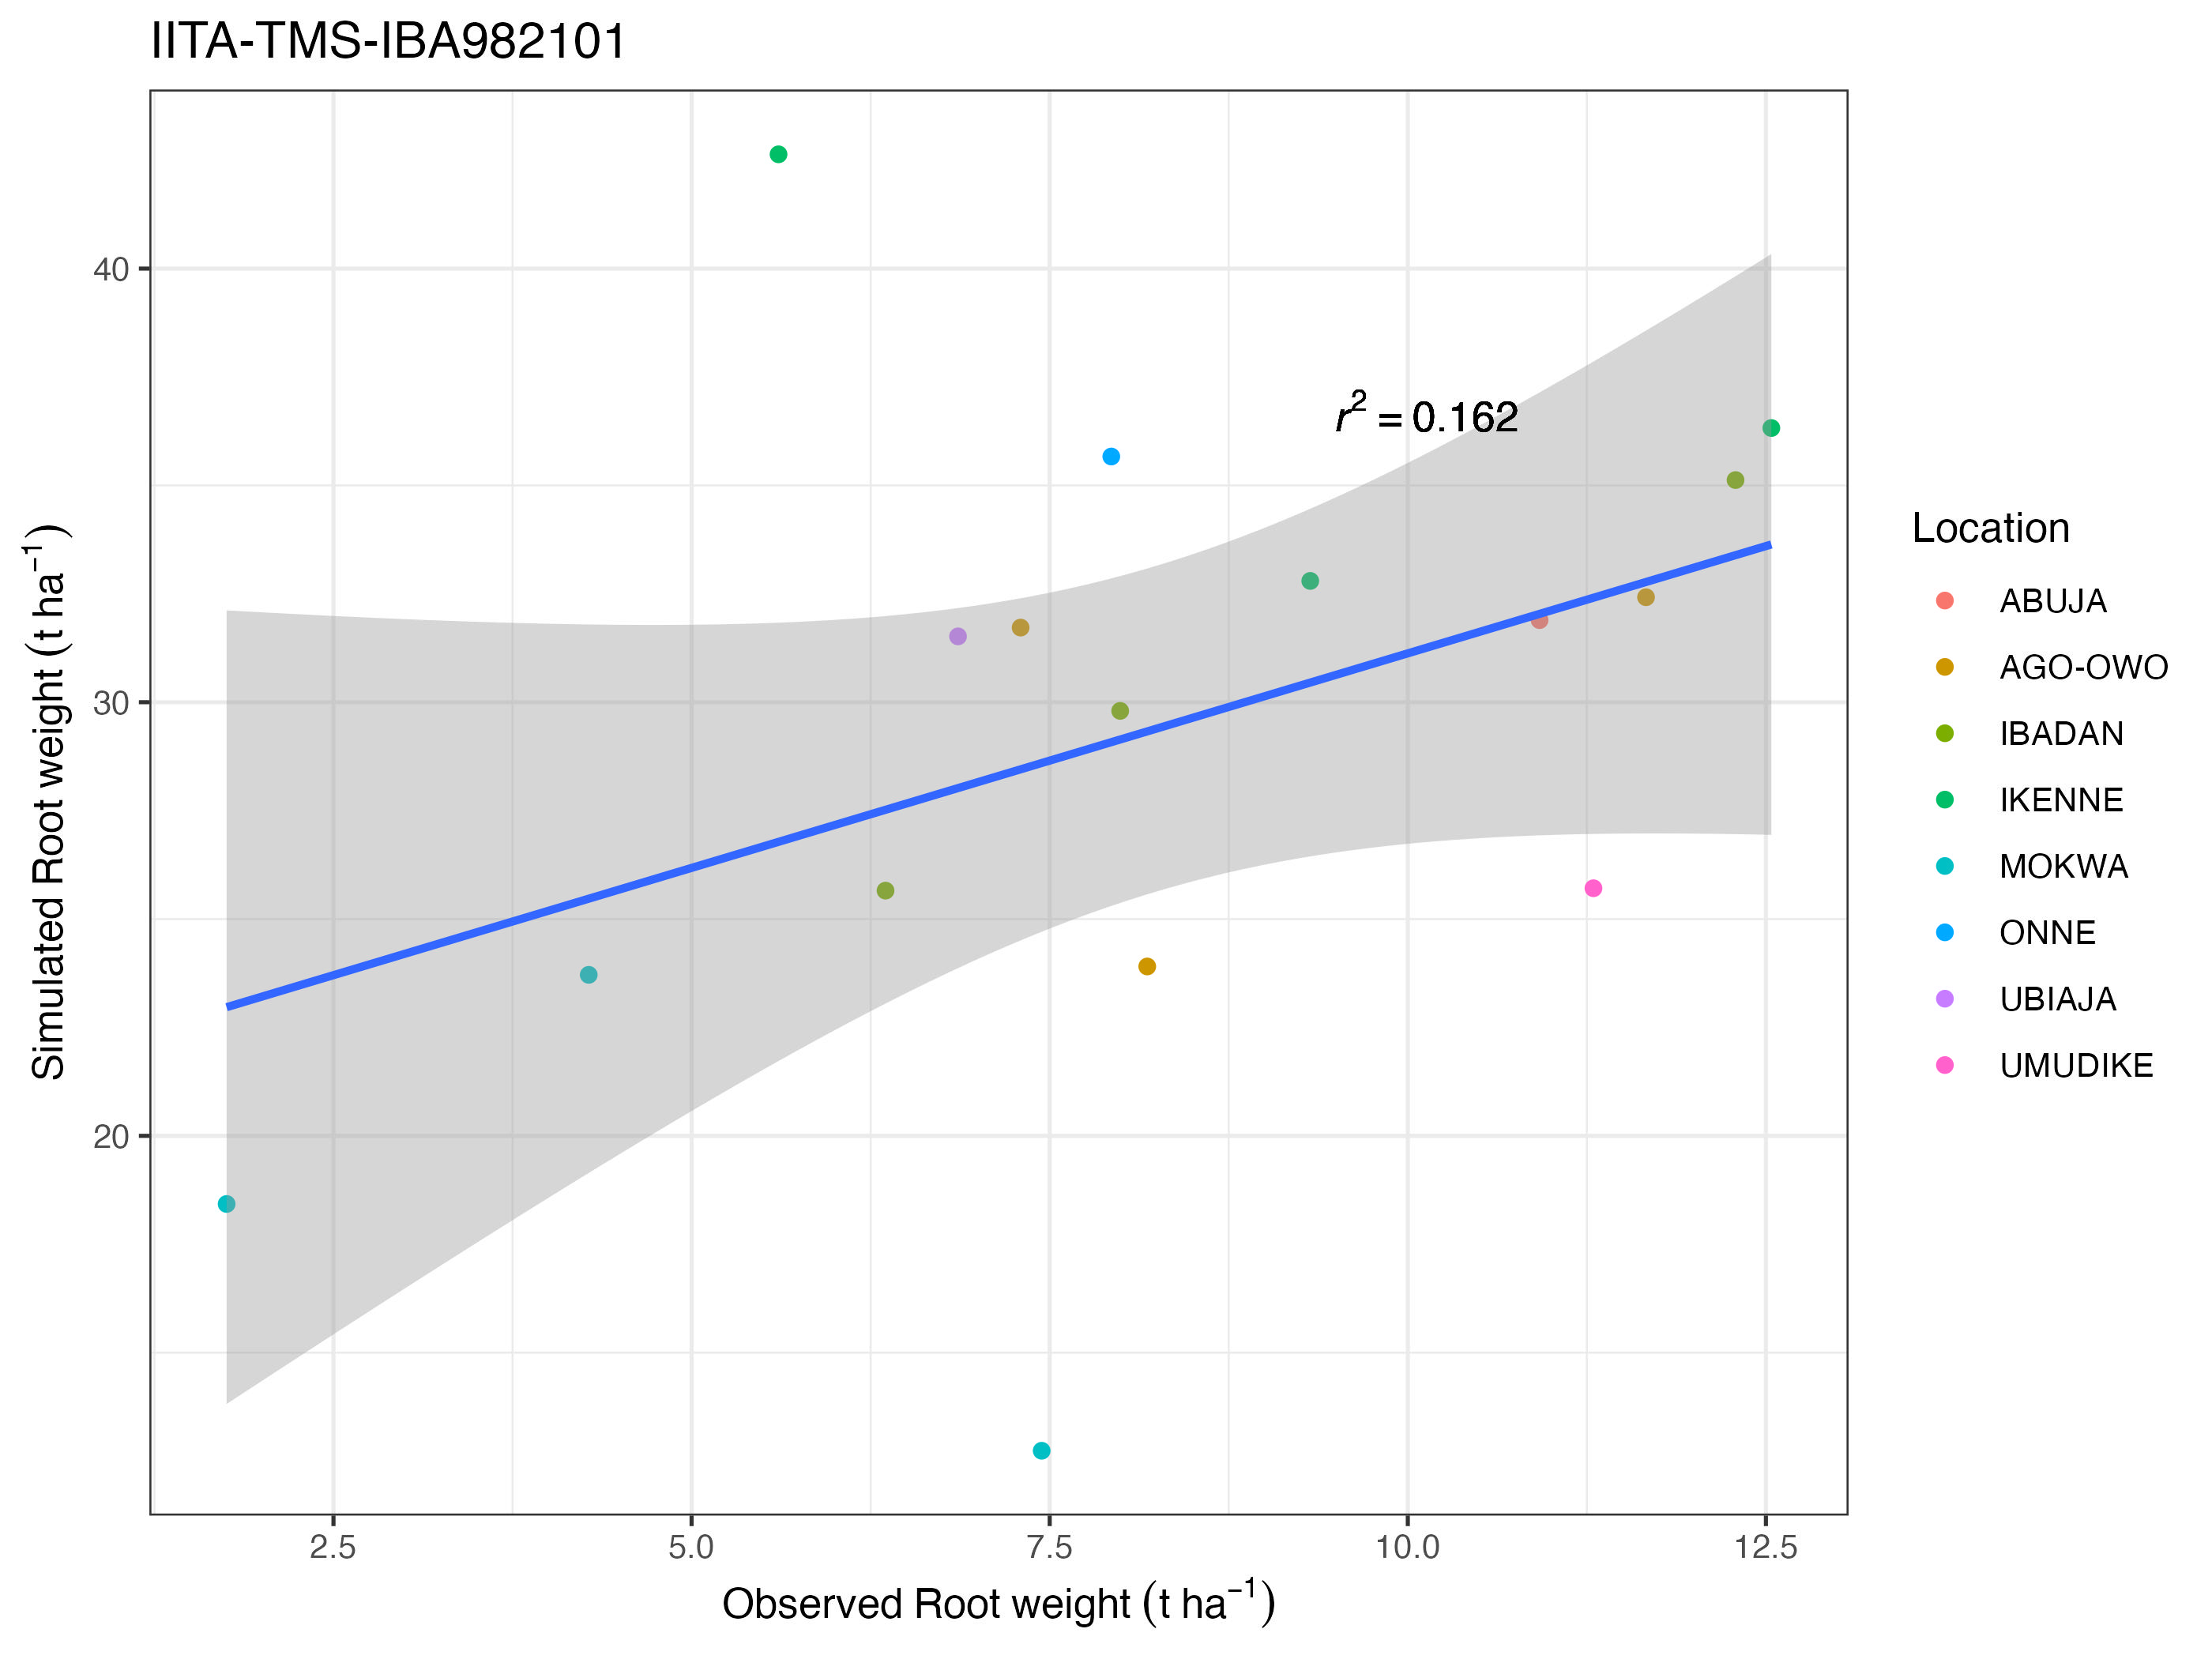 IITA-TMS-IBA982101
40
30
20
Simulated Root weight (t ha⁻¹)
r² = 0.162
2.5 5.0 7.5 10.0 12.5
Observed Root weight (t ha⁻¹)
Location
ABUJA
AGO-OWO
IBADAN
IKENNE
MOKWA
ONNE
UBIAJA
UMUDIKE